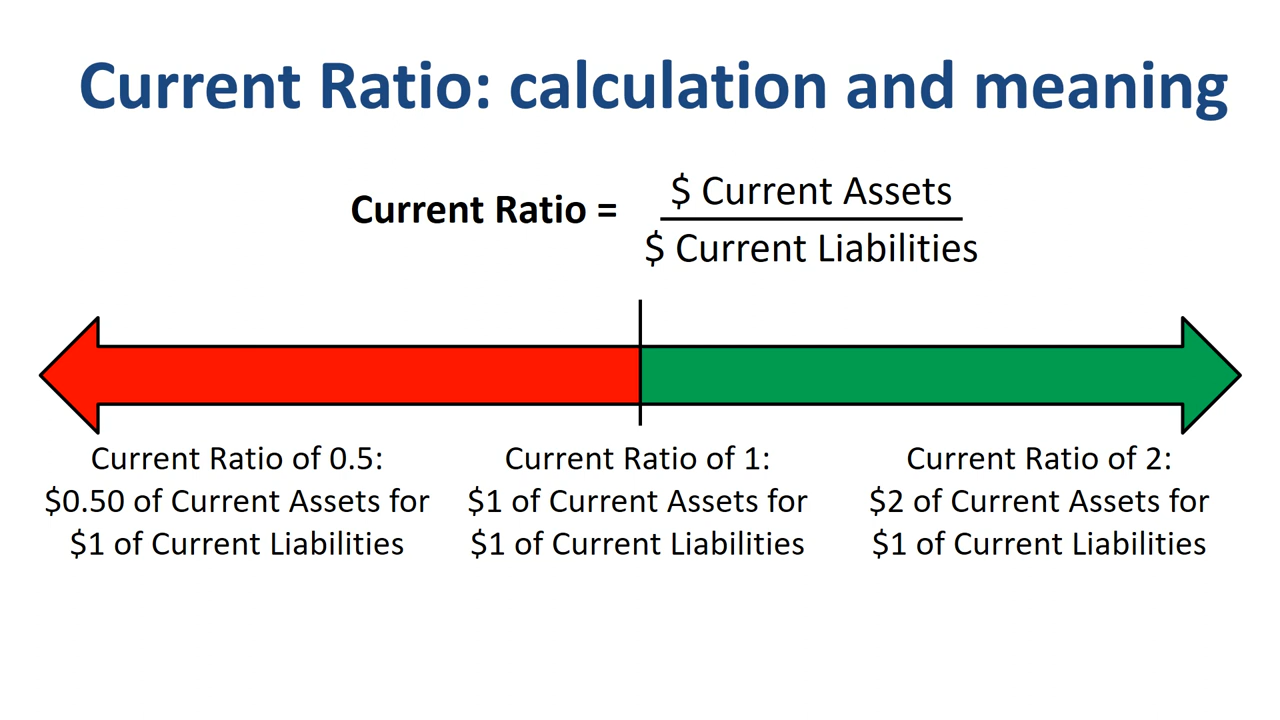 Current Ratio: calculation and meaning
Current Ratio =
$ Current Assets
$ Current Liabilities
Current Ratio of 0.5:
$0.50 of Current Assets for
$1 of Current Liabilities
Current Ratio of 1:
$1 of Current Assets for
$1 of Current Liabilities
Current Ratio of 2:
$2 of Current Assets for
$1 of Current Liabilities